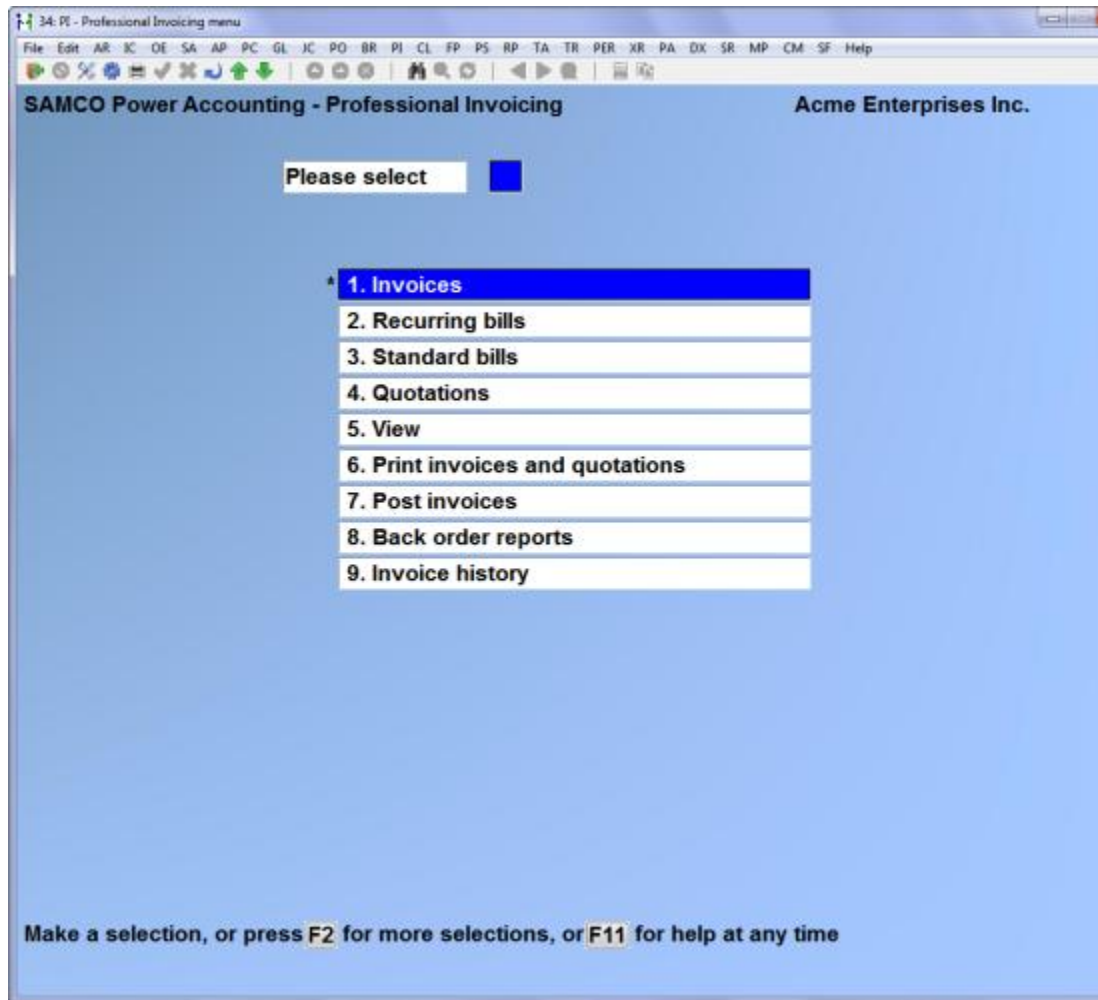 34: PI - Professional Invoicing menu
File Edit AR IC OE SA AP PC GL JC PO BR PI CL FP PS RP TA TR PER XR PA DX SR MP CM SF Help
SAMCO Power Accounting - Professional Invoicing Acme Enterprises Inc.
Please select
* 1. Invoices
2. Recurring bills
3. Standard bills
4. Quotations
5. View
6. Print invoices and quotations
7. Post invoices
8. Back order reports
9. Invoice history
Make a selection, or press F2 for more selections, or F11 for help at any time